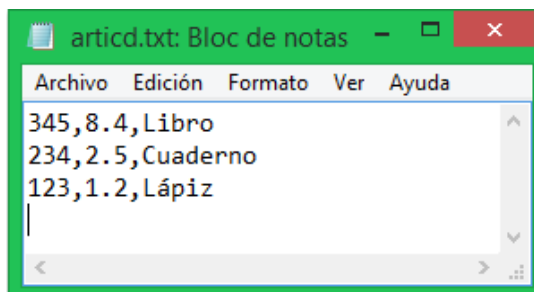 articd.txt: Bloc de notas
Archivo Edición Formato Ver Ayuda
345,8.4,Libro
234,2.5,Cuaderno
123,1.2,Lápiz